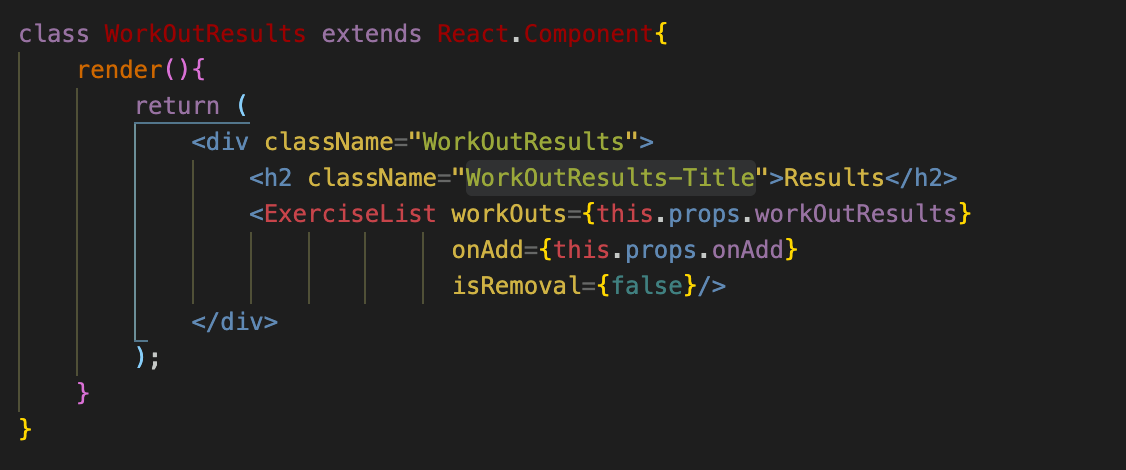 class WorkOutResults extends React.Component{
render(){
return (
<div className="WorkOutResults">
<h2 className="WorkOutResults-Title">Results</h2>
<ExerciseList workOuts={this.props.workOutResults}
onAdd={this.props.onAdd}
isRemoval={false}/>
</div>
);
}
}